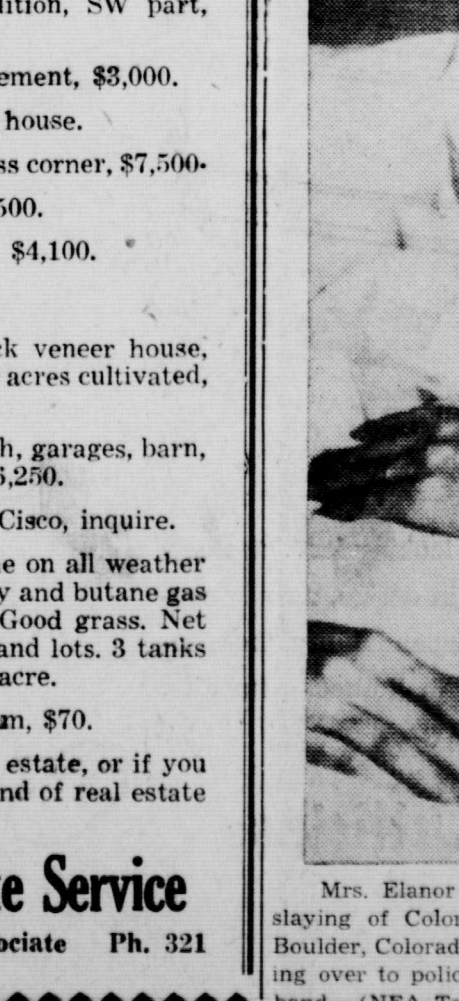 lition, SW part,
ement, $3,000.
house.
ss corner, $7,500.
500.
$4,100.
ck veneer house,
acres cultivated,
h, garages, barn,
6,250.
Cisco, inquire.
e on all weather
y and butane gas
Good grass. Net
and lots. 3 tanks
acre.
m, $70.
estate, or if you
nd of real estate
e Service
ociate Ph. 321
Mrs. Elanor
slaying of Color
Boulder, Colorad
ing over to polic